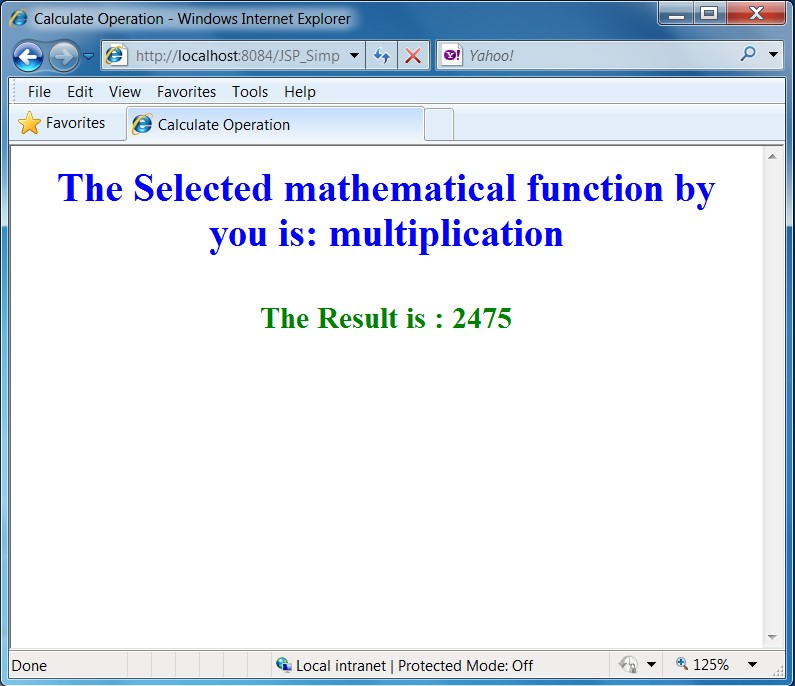 Calculate Operation - Windows Internet Explorer
http://localhost:8084/JSP_Simp
Yahoo!
File Edit View Favorites Tools Help
Favorites
Calculate Operation
The Selected mathematical function by
you is: multiplication
The Result is : 2475
Done
Local intranet | Protected Mode: Off
125%